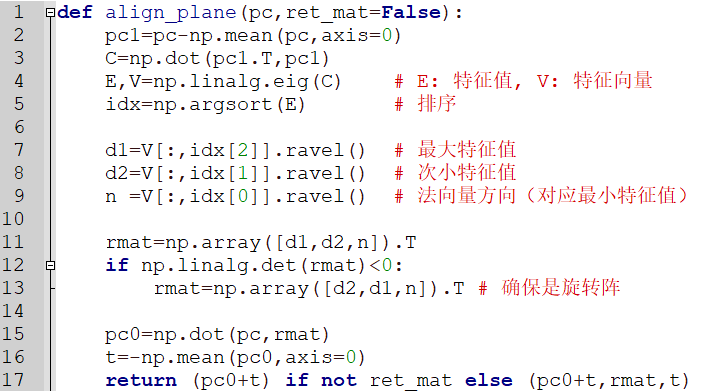 1 def align_plane(pc,ret_mat=False):
2     pc1=pc-np.mean(pc,axis=0)
3     C=np.dot(pc1.T,pc1)
4     E,V=np.linalg.eig(C)    # E: 特征值, V: 特征向量
5     idx=np.argsort(E)       # 排序
6
7     d1=V[:,idx[2]].ravel()  # 最大特征值
8     d2=V[:,idx[1]].ravel()  # 次小特征值
9     n =V[:,idx[0]].ravel()  # 法向量方向（对应最小特征值）
10
11     rmat=np.array([d1,d2,n]).T
12     if np.linalg.det(rmat)<0:
13         rmat=np.array([d2,d1,n]).T # 确保是旋转阵
14
15     pc0=np.dot(pc,rmat)
16     t=-np.mean(pc0,axis=0)
17     return (pc0+t) if not ret_mat else (pc0+t,rmat,t)